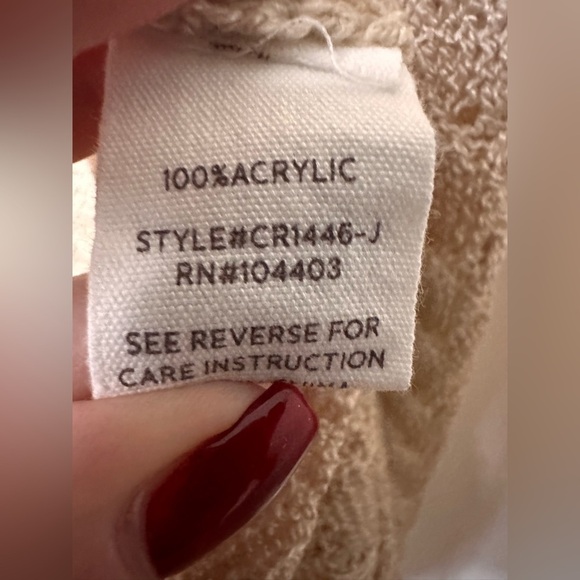 100%ACRYLIC
STYLE#CR1446-J
RN#104403
SEE REVERSE FOR
CARE INSTRUCTION